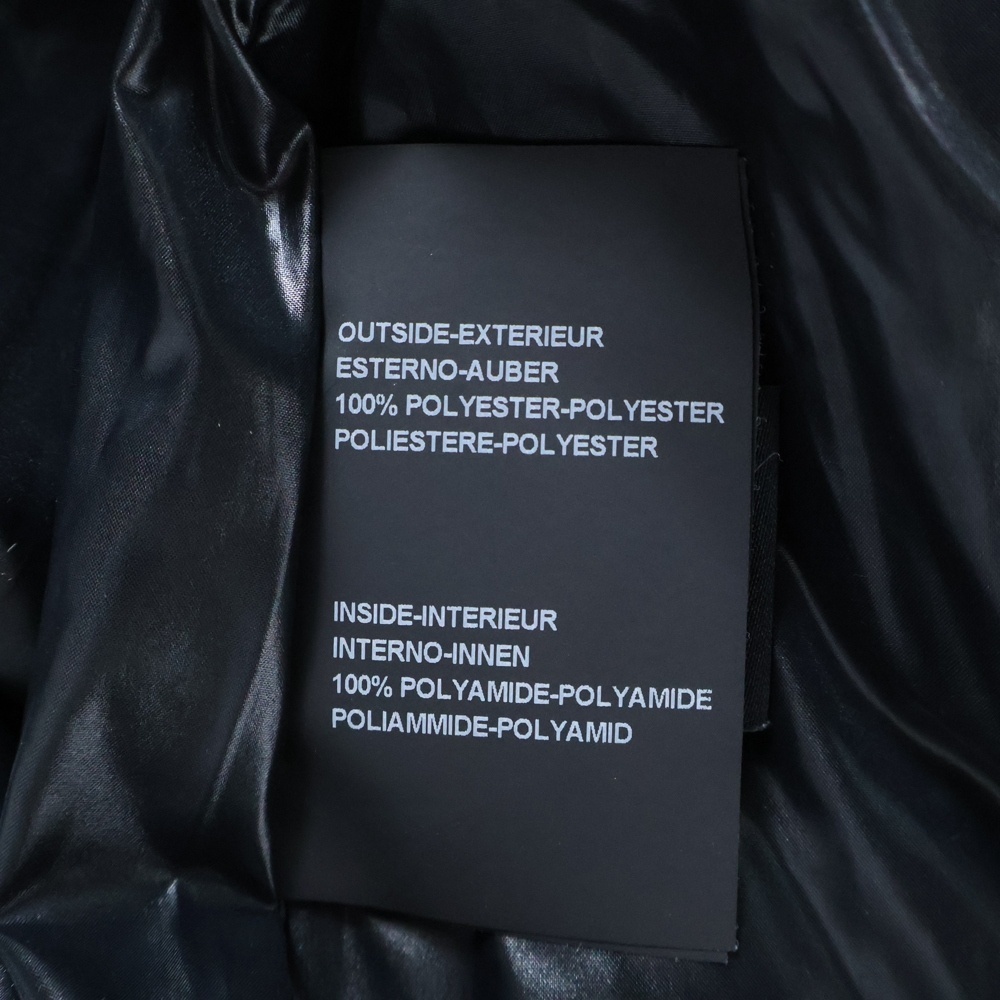 OUTSIDE-EXTERIEUR
ESTERNO-AUBER
100% POLYESTER-POLYESTER
POLIESTERE-POLYESTER
INSIDE-INTERIEUR
INTERNO-INNEN
100% POLYAMIDE-POLYAMIDE
POLIAMMIDE-POLYAMID